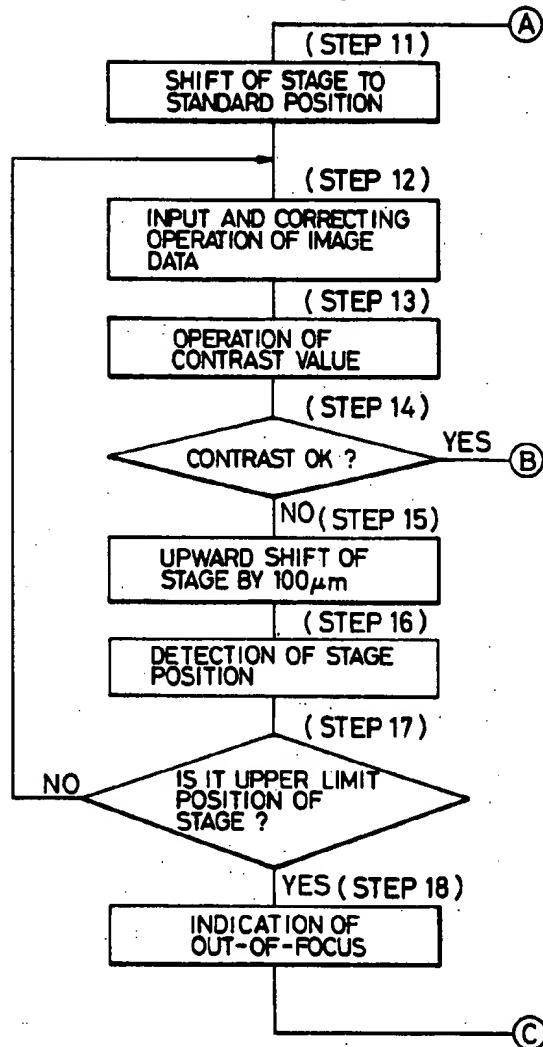 A
(STEP 11)
SHIFT OF STAGE TO
STANDARD POSITION
(STEP 12)
INPUT AND CORRECTING
OPERATION OF IMAGE
DATA
(STEP 13)
OPERATION OF
CONTRAST VALUE
(STEP 14)
CONTRAST OK ?
YES
B
NO (STEP 15)
UPWARD SHIFT OF
STAGE BY 100μm
(STEP 16)
DETECTION OF STAGE
POSITION
(STEP 17)
NO
IS IT UPPER LIMIT
POSITION OF
STAGE ?
YES (STEP 18)
INDICATION OF
OUT-OF-FOCUS
C